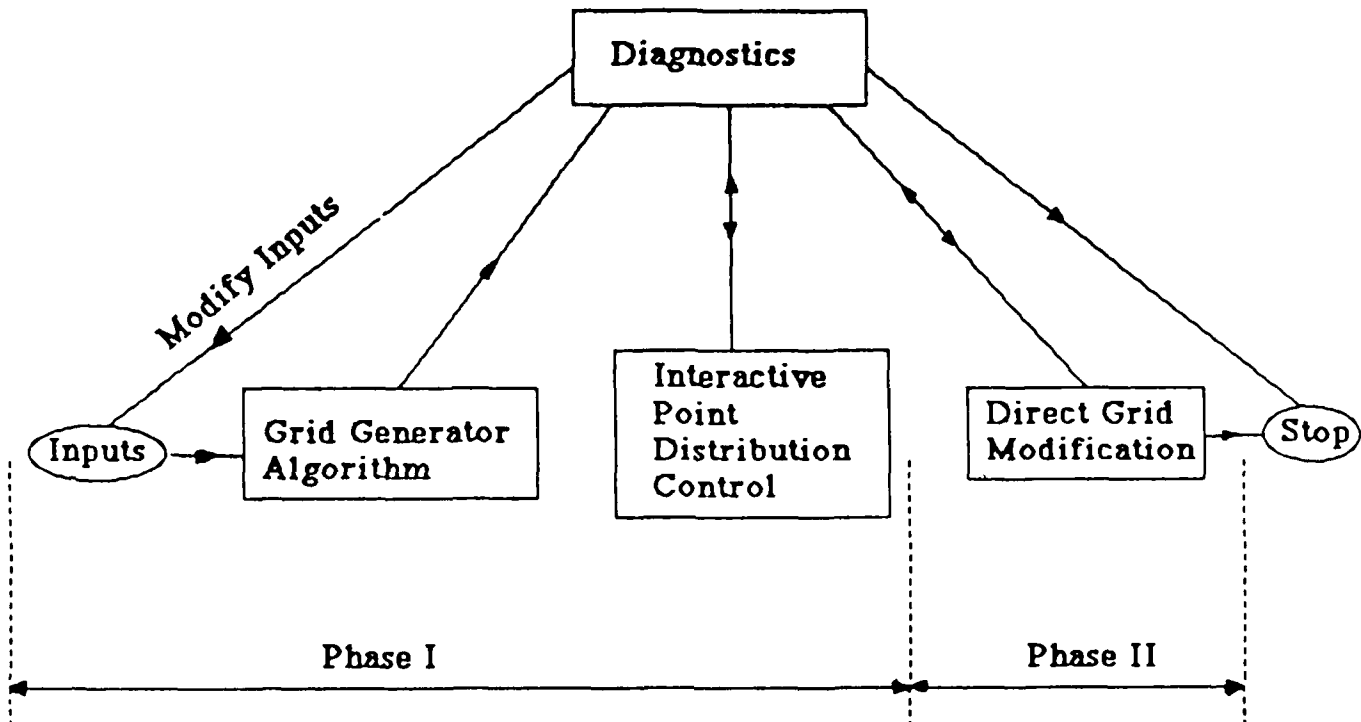 Diagnostics
Modify Inputs
Inputs
Grid Generator
Algorithm
Interactive
Point
Distribution
Control
Direct Grid
Modification
Stop
Phase I
Phase II